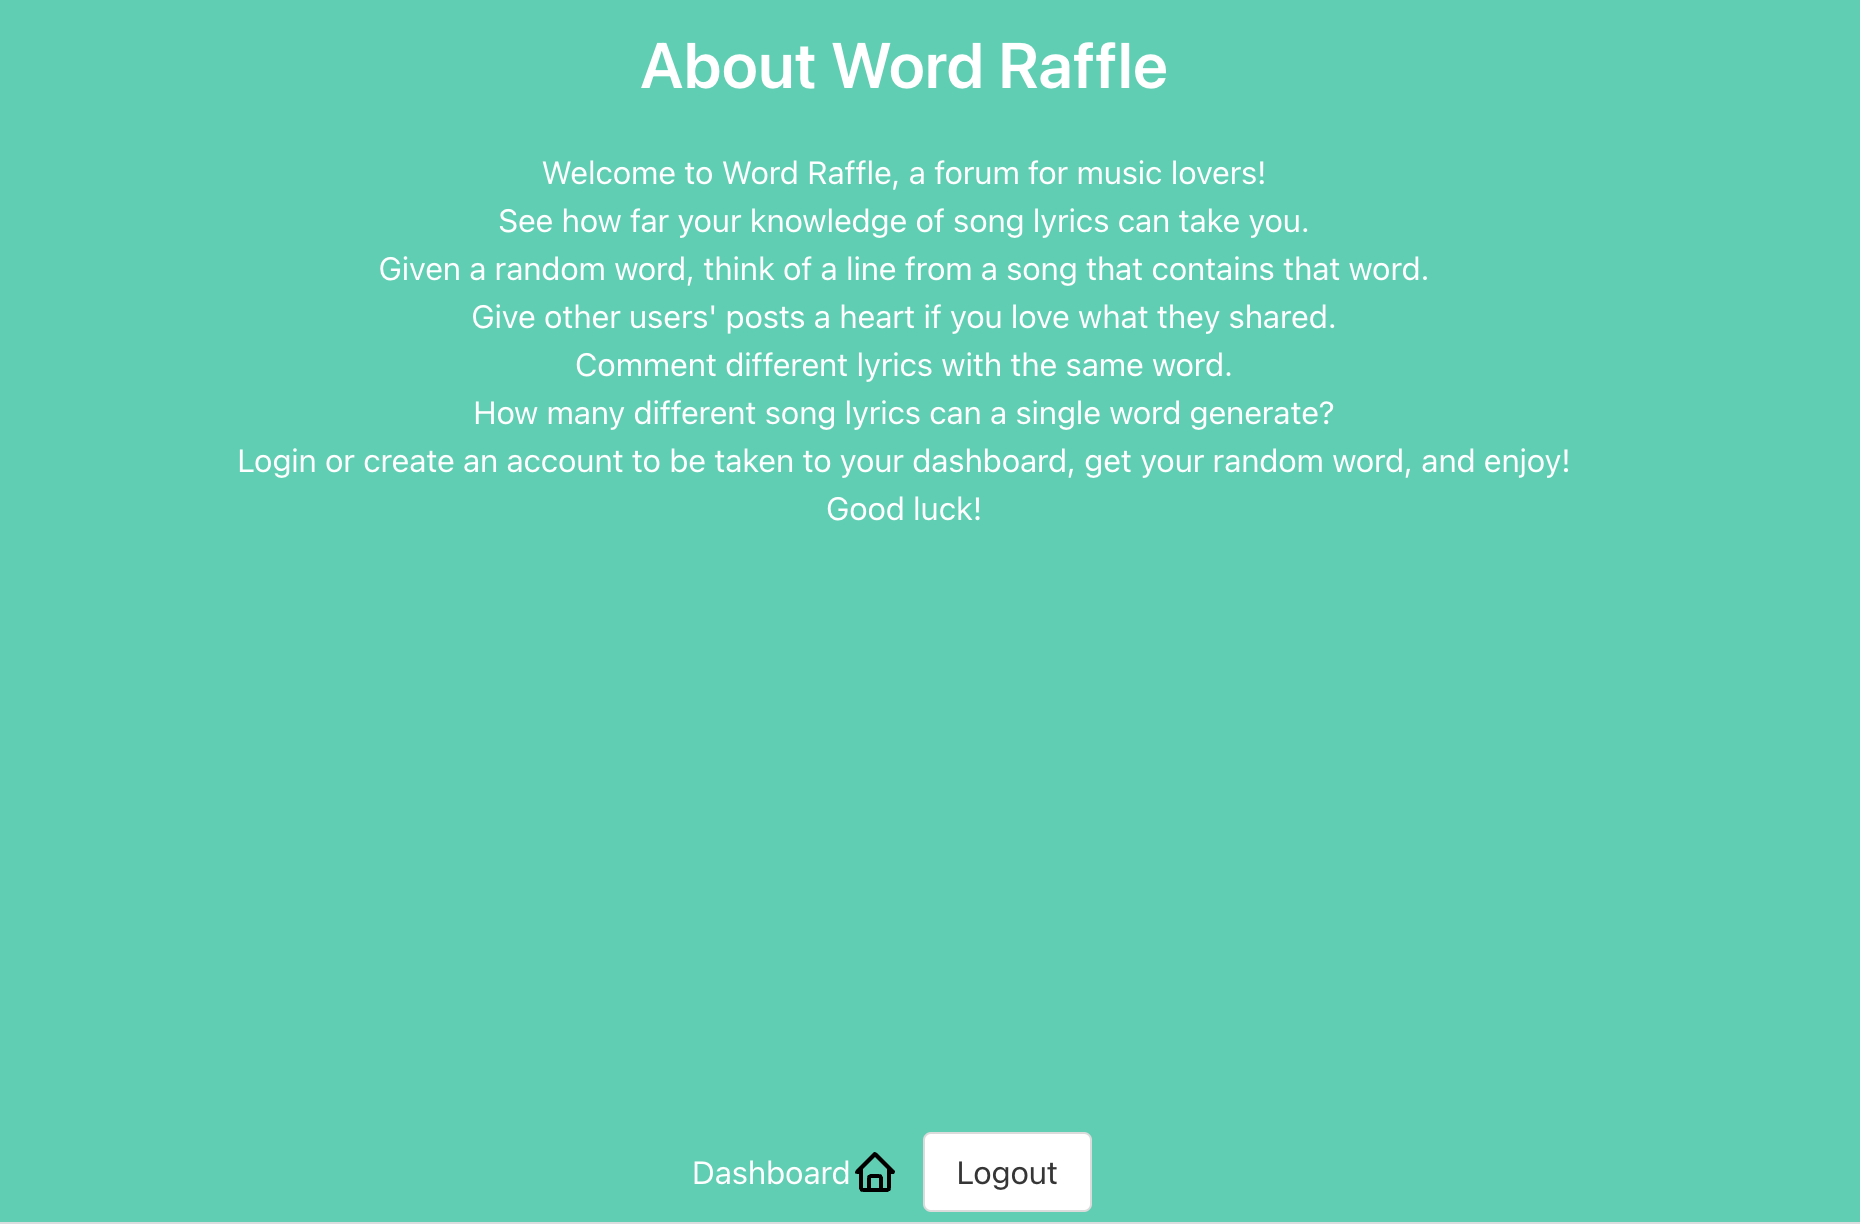 About Word Raffle
Welcome to Word Raffle, a forum for music lovers!
See how far your knowledge of song lyrics can take you.
Given a random word, think of a line from a song that contains that word.
Give other users' posts a heart if you love what they shared.
Comment different lyrics with the same word.
How many different song lyrics can a single word generate?
Login or create an account to be taken to your dashboard, get your random word, and enjoy!
Good luck!
Dashboard Logout